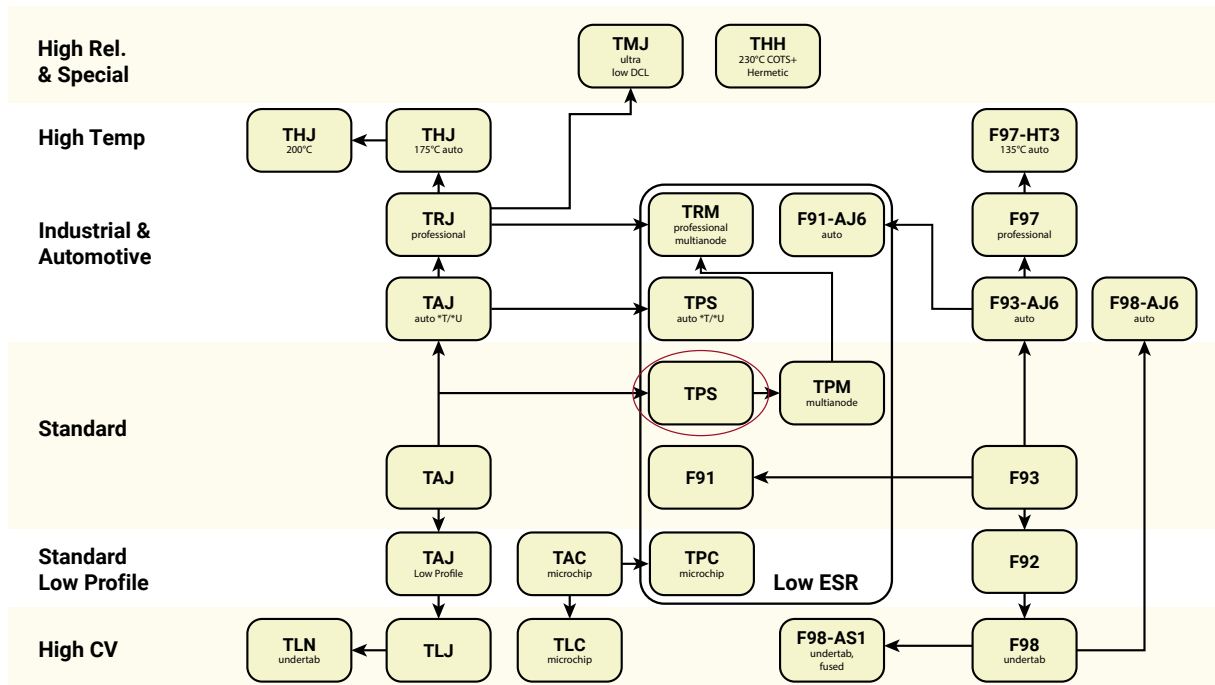 High Rel.
& Special
TMJ
ultra
low DCL
THH
230°C COTS+
Hermetic
High Temp
THJ
200°C
THJ
175°C auto
F97-HT3
135°C auto
Industrial &
Automotive
TRJ
professional
TRM
professional
multianode
F91-AJ6
auto
F97
professional
TAJ
auto *T/*U
TPS
auto *T/*U
F93-AJ6
auto
F98-AJ6
auto
Standard
TPS
TPM
multianode
TAJ
F91
F93
Standard
Low Profile
TAJ
Low Profile
TAC
microchip
TPC
microchip
Low ESR
F92
High CV
TLN
undertab
TLJ
TLC
microchip
F98-AS1
undertab,
fused
F98
undertab